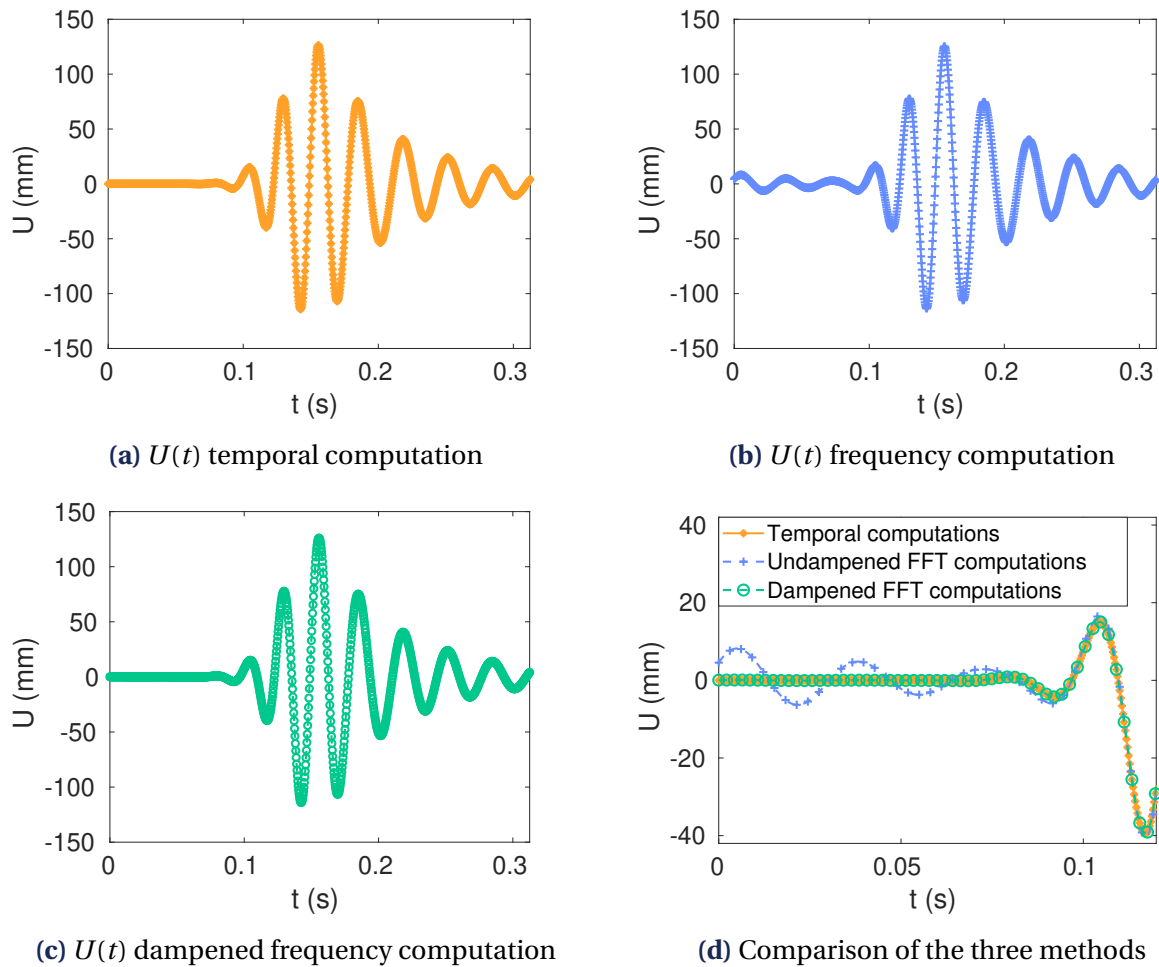 150
100
50
0
-50
-100
-150
U (mm)
0
0.1
0.2
0.3
t (s)
(a) U(t) temporal computation
150
100
50
0
-50
-100
-150
U (mm)
0
0.1
0.2
0.3
t (s)
(b) U(t) frequency computation
150
100
50
0
-50
-100
-150
U (mm)
0
0.1
0.2
0.3
t (s)
(c) U(t) dampened frequency computation
40
20
0
-20
-40
U (mm)
Temporal computations
Undampened FFT computations
Dampened FFT computations
0
0.05
0.1
t (s)
(d) Comparison of the three methods